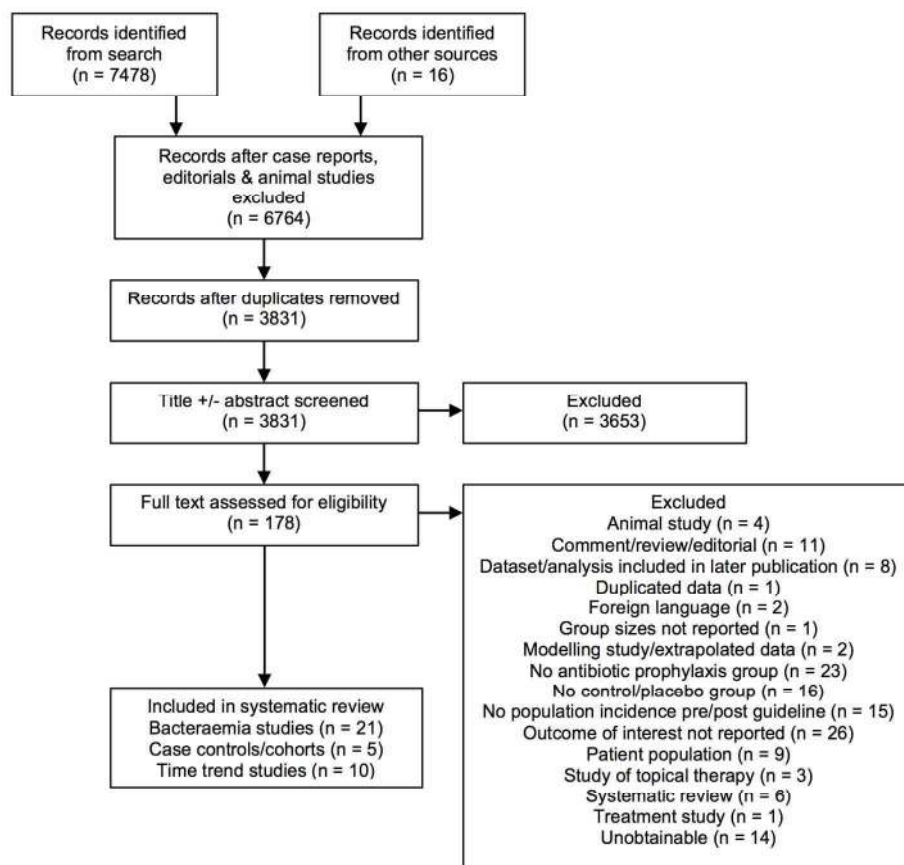 Records identified
from search
(n = 7478)
Records identified
from other sources
(n = 16)
Records after case reports,
editorials & animal studies
excluded
(n = 6764)
Records after duplicates removed
(n = 3831)
Title +/- abstract screened
(n = 3831)
Excluded
(n = 3653)
Full text assessed for eligibility
(n = 178)
Excluded
Animal study (n = 4)
Comment/review/editorial (n = 11)
Dataset/analysis included in later publication (n = 8)
Duplicated data (n = 1)
Foreign language (n = 2)
Group sizes not reported (n = 1)
Modelling study/extrapolated data (n = 2)
No antibiotic prophylaxis group (n = 23)
No control/placebo group (n = 16)
No population incidence pre/post guideline (n = 15)
Outcome of interest not reported (n = 26)
Patient population (n = 9)
Study of topical therapy (n = 3)
Systematic review (n = 6)
Treatment study (n = 1)
Unobtainable (n = 14)
Included in systematic review
Bacteraemia studies (n = 21)
Case controls/cohorts (n = 5)
Time trend studies (n = 10)